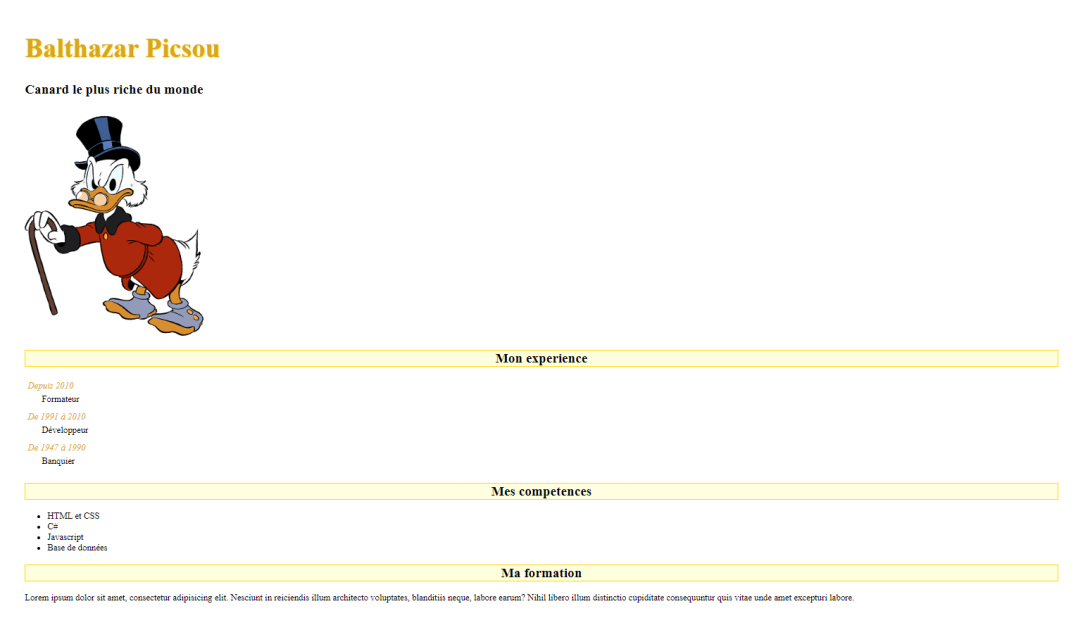 Balthazar Picsou
Canard le plus riche du monde
Mon experience
Depuis 2010
Formateur
De 1991 à 2010
Développeur
De 1947 à 1990
Banquier
Mes competences
HTML et CSS
C#
Javascript
Base de données
Ma formation
Lorem ipsum dolor sit amet, consectetur adipisicing elit. Nesciunt in reiciendis illum architecto voluptates, blanditiis neque, labore earum? Nihil libero illum distinctio cupiditate consequuntur quis vitae unde amet excepturi labore.